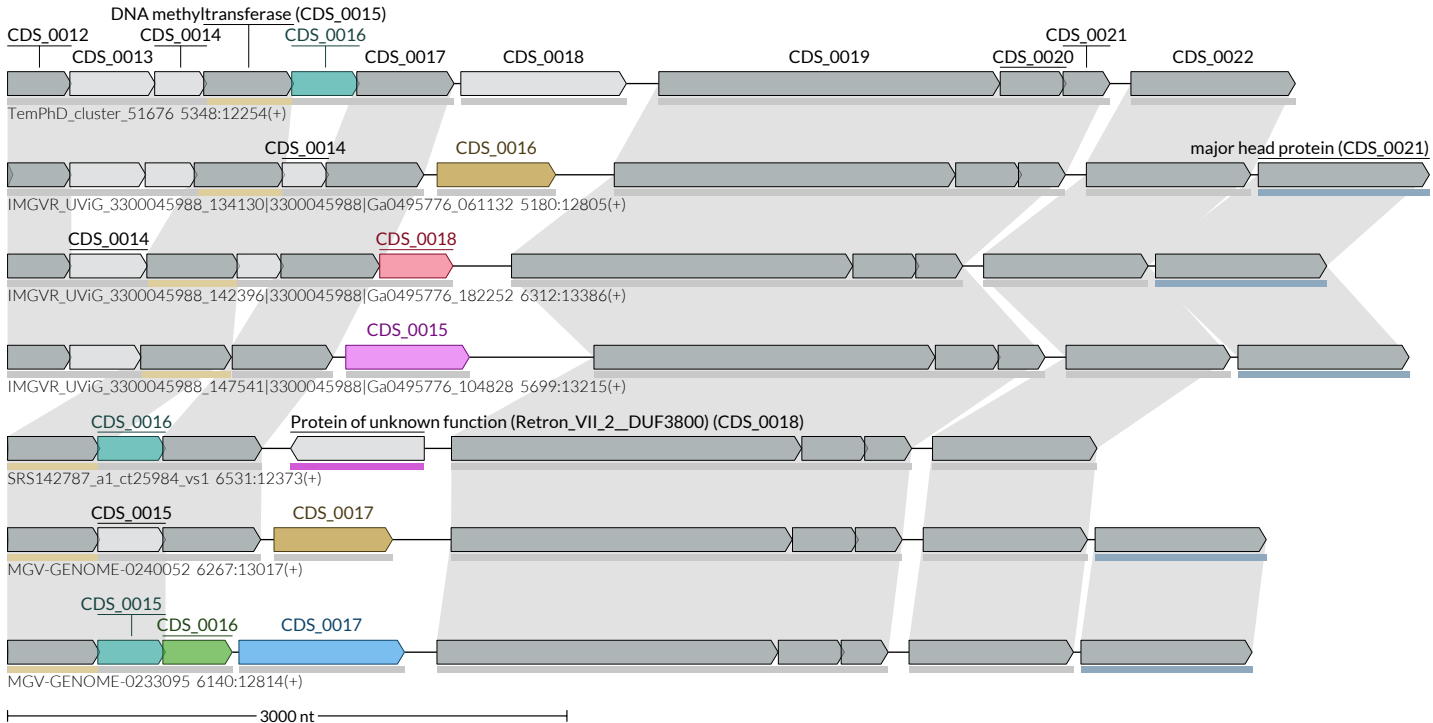 DNA methyltransferase (CDS_0015)
CDS_0012 CDS_0014 CDS_0016 CDS_0021
CDS_0013 CDS_0017 CDS_0018 CDS_0019 CDS_0020 CDS_0022
TemPhD_cluster_51676 5348:12254(+)
CDS_0014 CDS_0016 major head protein (CDS_0021)
IMGVR_UViG_3300045988_134130|3300045988|Ga0495776_061132 5180:12805(+)
CDS_0014 CDS_0018
IMGVR_UViG_3300045988_142396|3300045988|Ga0495776_182252 6312:13386(+)
CDS_0015
IMGVR_UViG_3300045988_147541|3300045988|Ga0495776_104828 5699:13215(+)
CDS_0016 Protein of unknown function (Retron_VII_2__DUF3800) (CDS_0018)
SRS142787_a1_ct25984_vs1 6531:12373(+)
CDS_0015 CDS_0017
MGV-GENOME-0240052 6267:13017(+)
CDS_0015
CDS_0016 CDS_0017
MGV-GENOME-0233095 6140:12814(+)
3000 nt